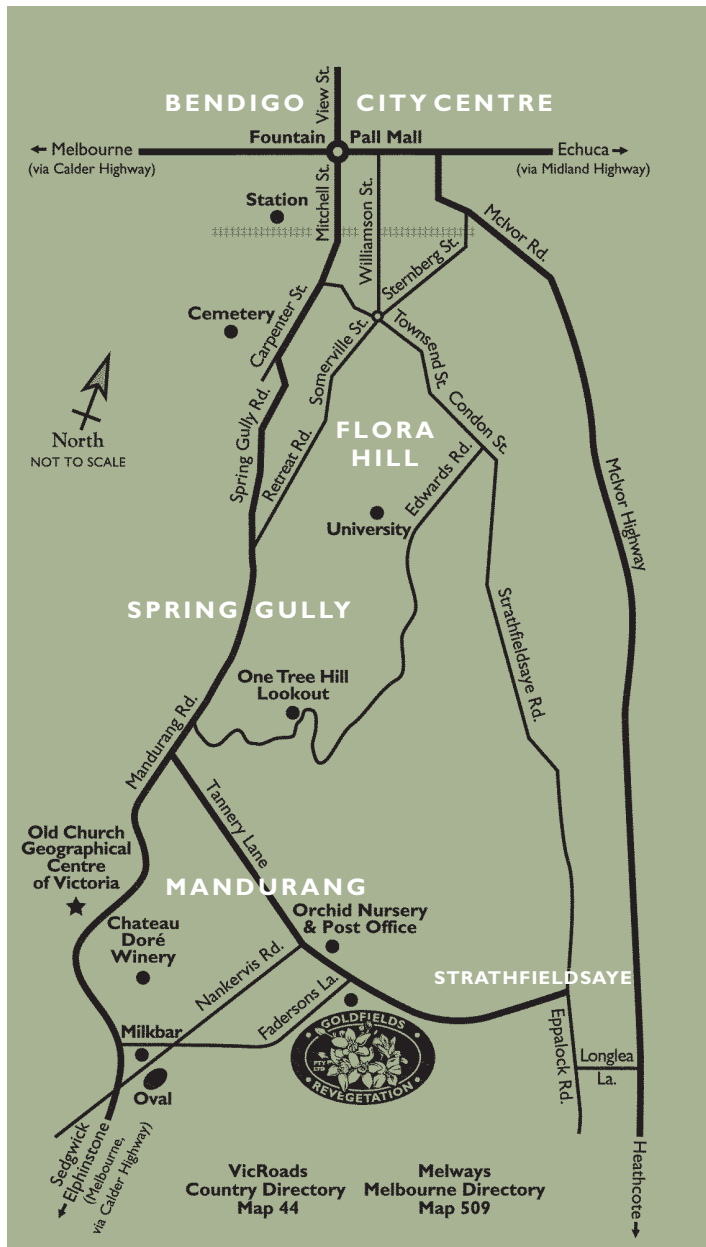 View St.
BENDIGO CITY CENTRE
Fountain Pall Mall
← Melbourne
(via Calder Highway)
Echuca →
(via Midland Highway)
Mitchell St.
Station
Williamson St.
McIvor Rd.
Sternberg St.
Cemetery
Carpenter St.
Somerville St.
Townsend St.
North
NOT TO SCALE
Spring Gully Rd.
Retreat Rd.
FLORA
HILL
Condon St.
Edwards Rd.
University
McIvor Highway
SPRING GULLY
Strathfieldsaye Rd.
One Tree Hill
Lookout
Mandurang Rd.
Tannery Lane
Old Church
Geographical
Centre
of Victoria
MANDURANG
Chateau
Doré
Winery
Orchid Nursery
& Post Office
Nankervis Rd.
Fadersons La.
STRATHFIELDSAYE
Milkbar
Oval
GOLDFIELDS
PTY
LTD
REVEGETATION
Eppalock Rd.
Longlea
La.
Sedgwick
← Elphinstone
(Melbourne,
via Calder Highway)
VicRoads
Country Directory
Map 44
Melways
Melbourne Directory
Map 509
Heathcote →